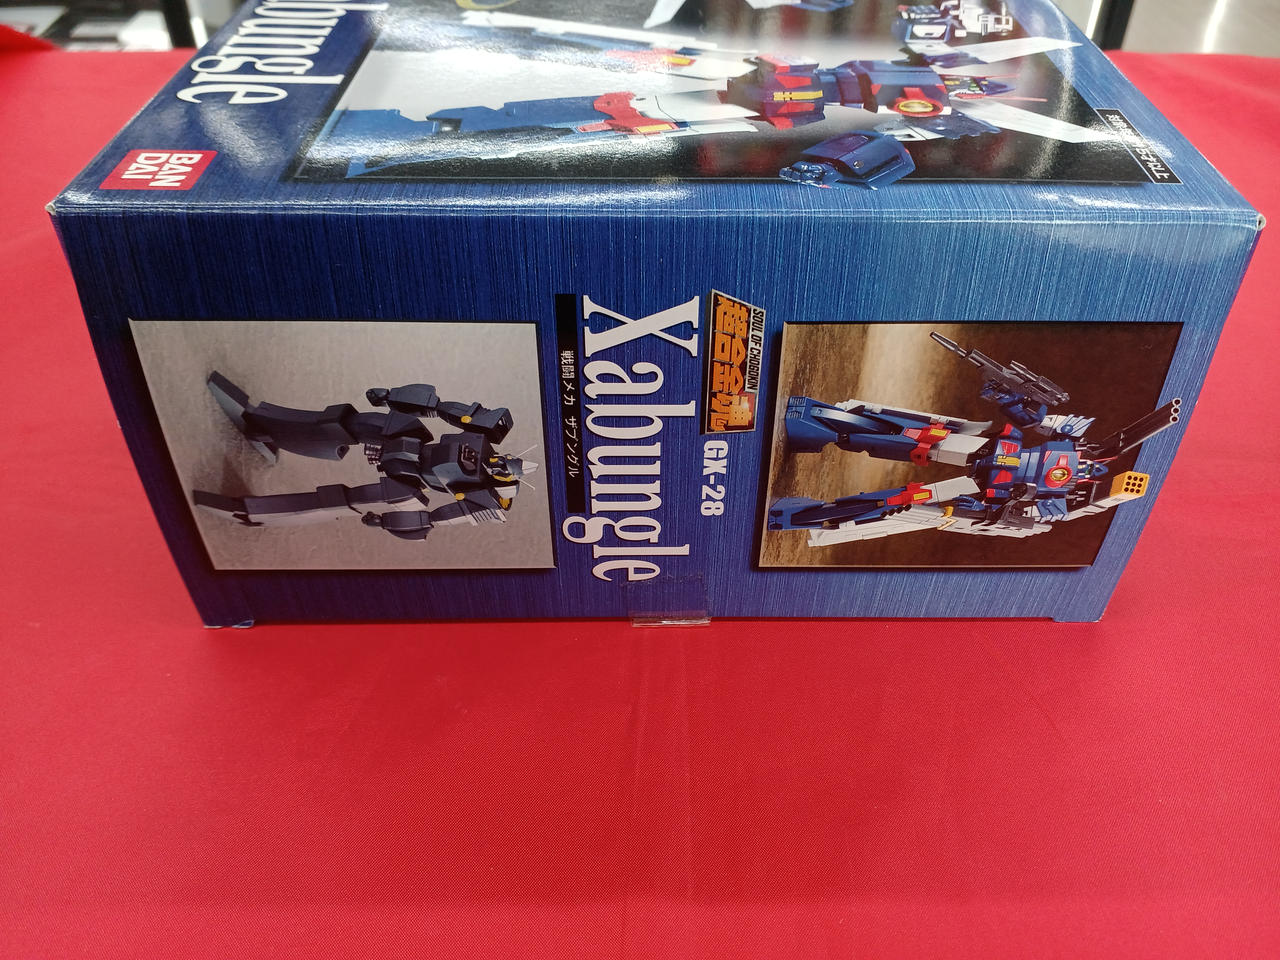 bungle
BAN
DAI
SOUL OF CHOGOKIN
超合金魂
GX-28
Xabungle
戦闘メカ ザブングル